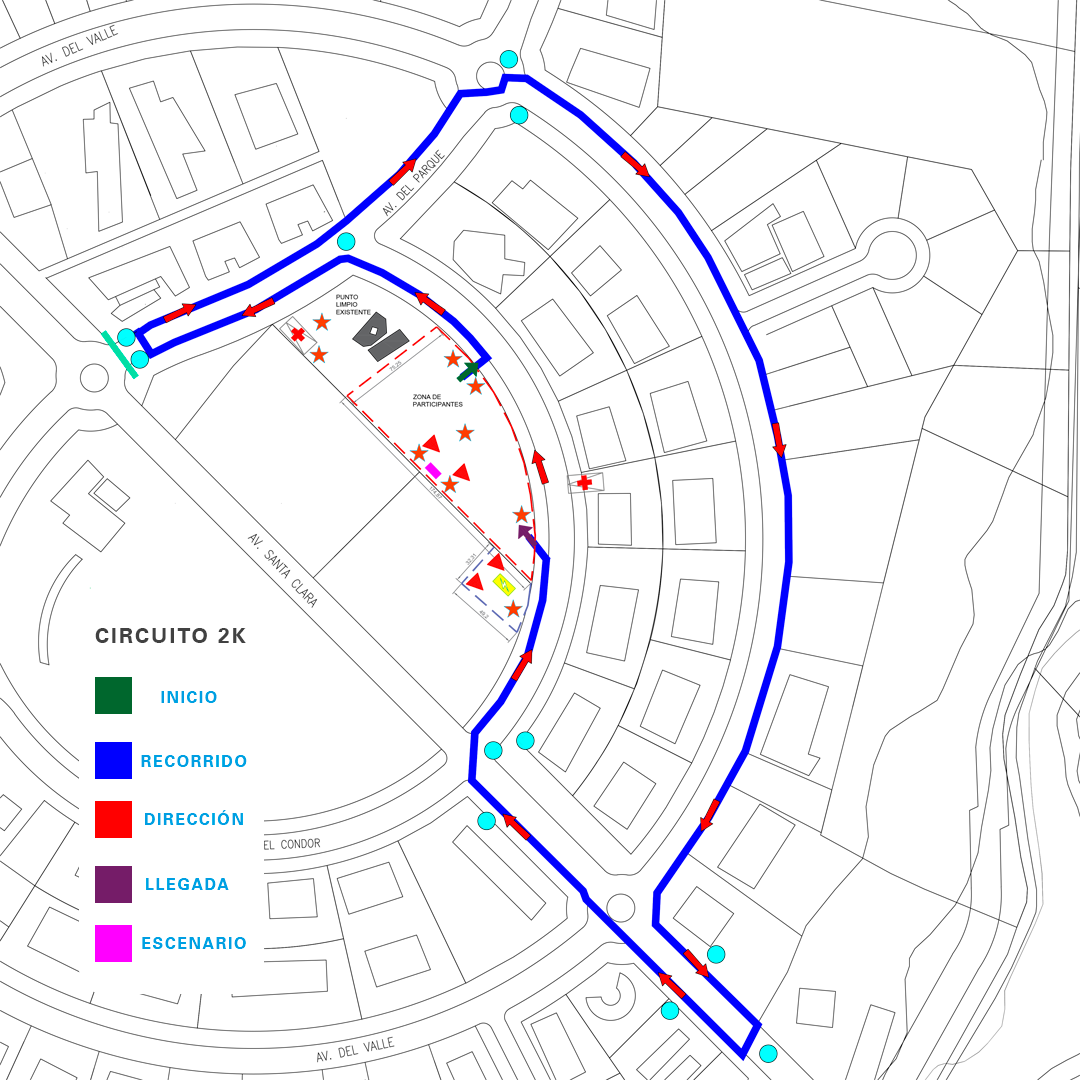 AV. DEL VALLE
AV. DEL PARQUE
PUNTO
LIMPIO
EXISTENTE
ZONA DE
PARTICIPANTES
AV. SANTA CLARA
CIRCUITO 2K
INICIO
RECORRIDO
DIRECCIÓN
EL CONDOR
LLEGADA
ESCENARIO
AV. DEL VALLE